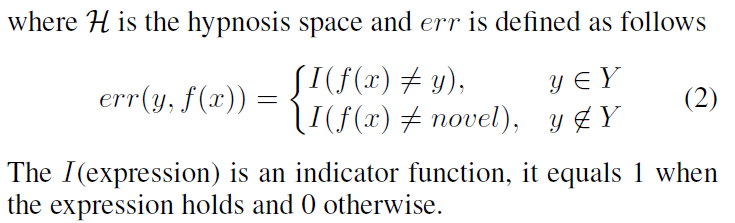 where ℋ is the hypnosis space and err is defined as follows
err(y, f(x)) = { I(f(x) ≠ y), y ∈ Y
I(f(x) ≠ novel), y ∉ Y (2)
The I(expression) is an indicator function, it equals 1 when
the expression holds and 0 otherwise.